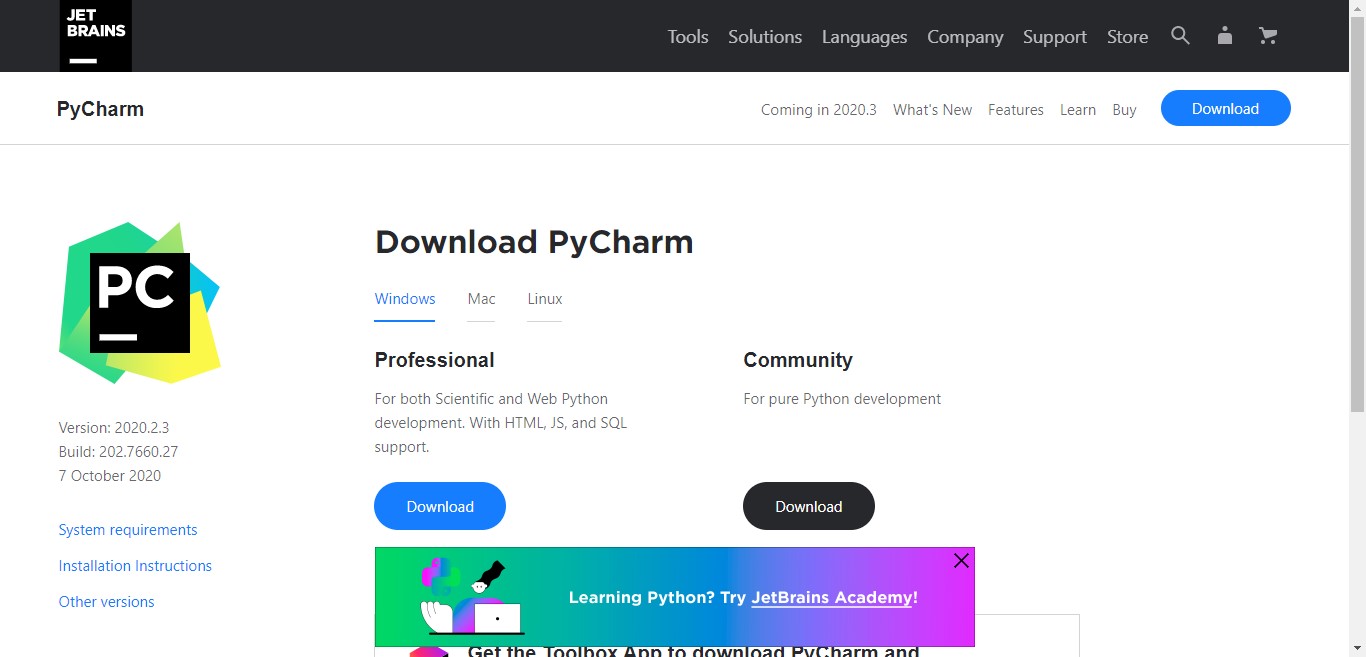 JET
BRAINS
Tools Solutions Languages Company Support Store
PyCharm
Coming in 2020.3 What's New Features Learn Buy Download
PC
Version: 2020.2.3
Build: 202.7660.27
7 October 2020
System requirements
Installation Instructions
Other versions
Download PyCharm
Windows Mac Linux
Professional
For both Scientific and Web Python
development. With HTML, JS, and SQL
support.
Download
Community
For pure Python development
Download
Learning Python? Try JetBrains Academy!
Get the Toolbox App to download PyCharm and